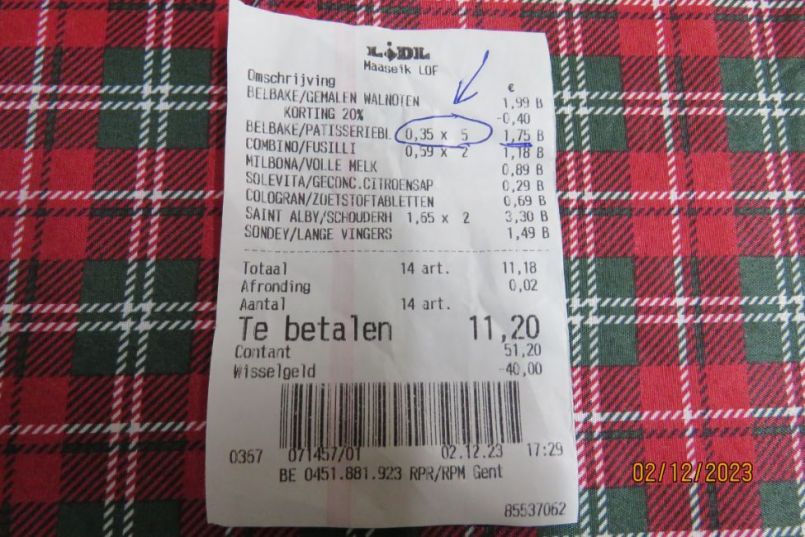 LIDL
Maaseik LOF
Omschrijving €
BELBAKE/GEMALEN WALNOTEN 1,99 B
KORTING 20% -0,40
BELBAKE/PATISSERIEBL. 0,35 x 5 1,75 B
COMBINO/FUSILLI 0,59 x 2 1,18 B
MILBONA/VOLLE MELK 0,89 B
SOLEVITA/GECONC.CITROENSAP 0,29 B
COLOGRAN/ZOETSTOFTABLETTEN 0,69 B
SAINT ALBY/SCHOUDERH 1,65 x 2 3,30 B
SONDEY/LANGE VINGERS 1,49 B
Totaal 14 art. 11,18
Afronding 0,02
Aantal 14 art.
Te betalen 11,20
Contant 51,20
Wisselgeld -40,00
0367 071457/01 02.12.23 17:29
BE 0451.881.923 RPR/RPM Gent
85537062
02/12/2023